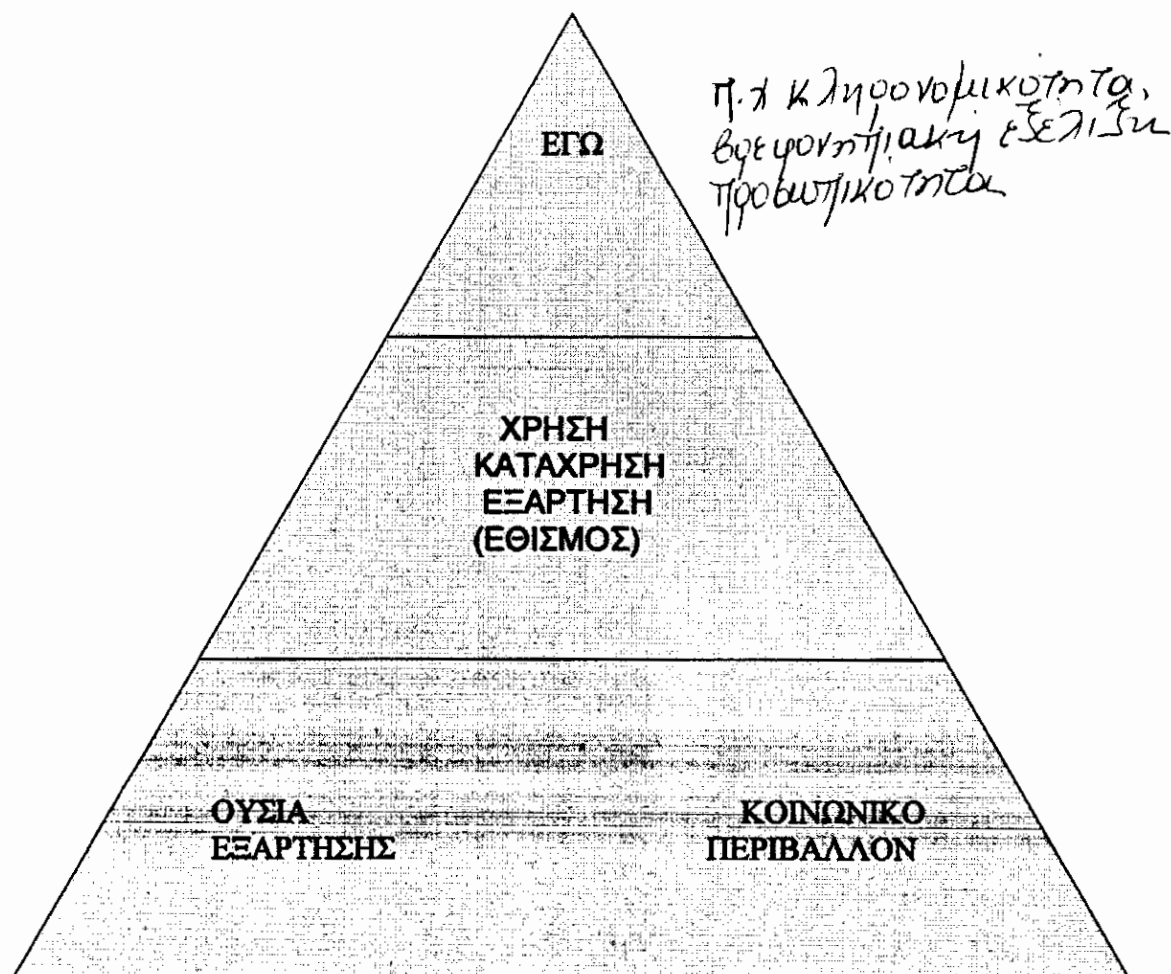 ΕΓΩ
π.χ κληρονομικότητα,
βρεφονηπιακή εξέλιξη
προσωπικότητα
ΧΡΗΣΗ
ΚΑΤΑΧΡΗΣΗ
ΕΞΑΡΤΗΣΗ
(ΕΘΙΣΜΟΣ)
ΟΥΣΙΑ
ΕΞΑΡΤΗΣΗΣ
ΚΟΙΝΩΝΙΚΟ
ΠΕΡΙΒΑΛΛΟΝ